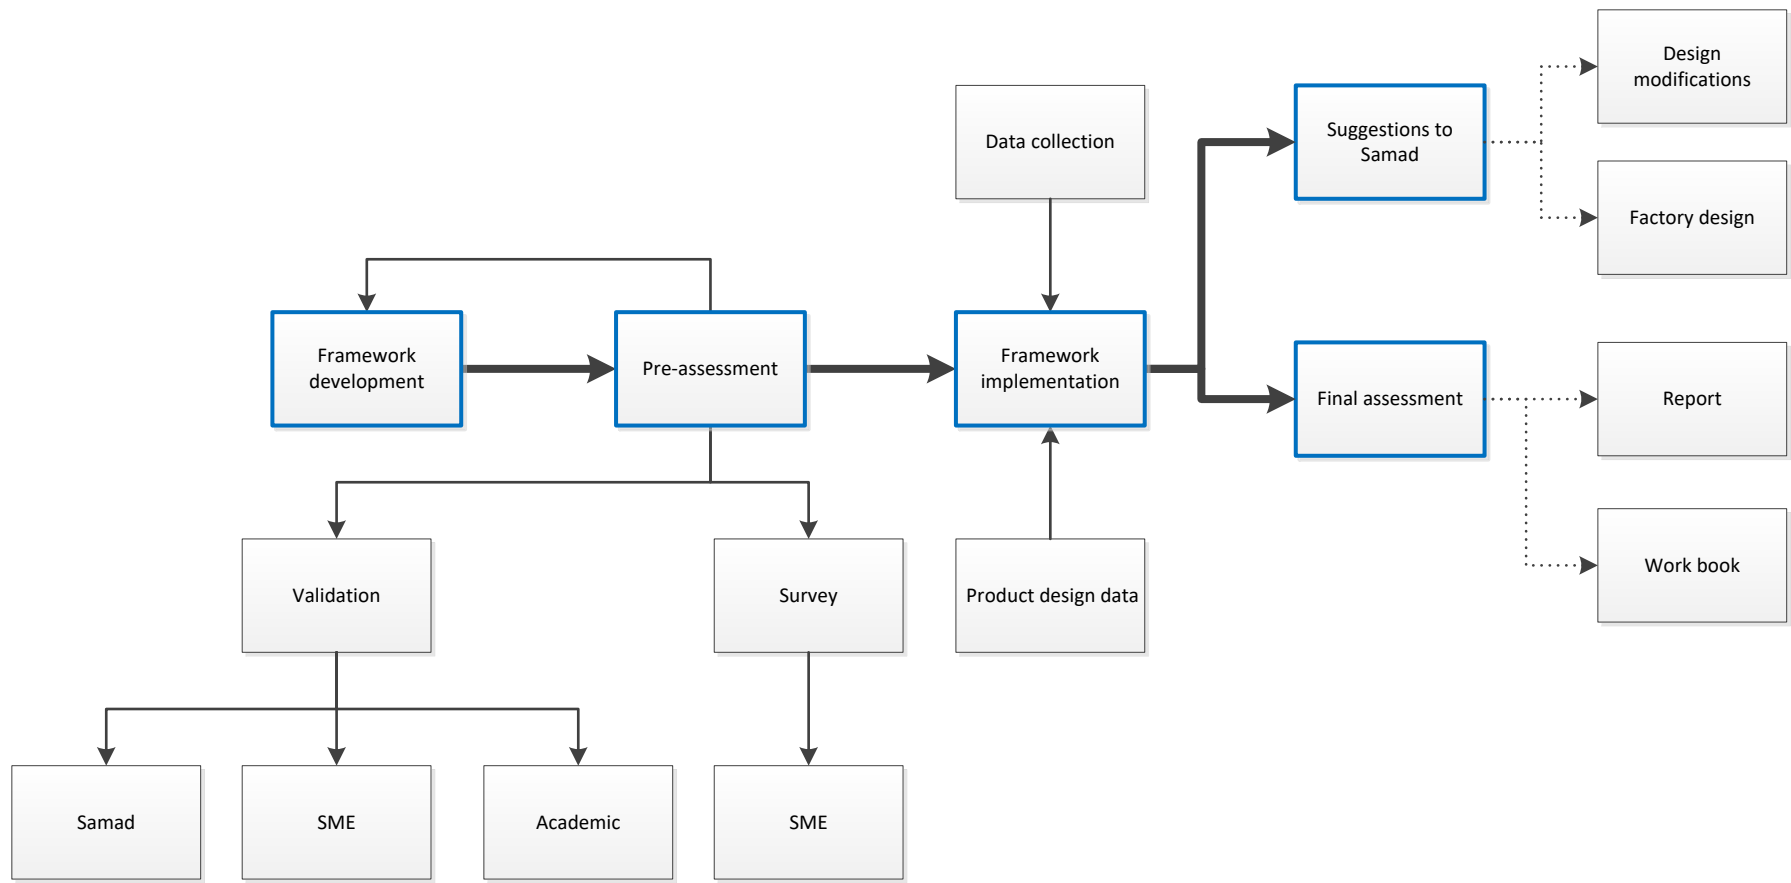 Design
modifications
Data collection
Suggestions to
Samad
Factory design
Framework
development
Pre-assessment
Framework
implementation
Final assessment
Report
Validation
Survey
Product design data
Work book
Samad
SME
Academic
SME